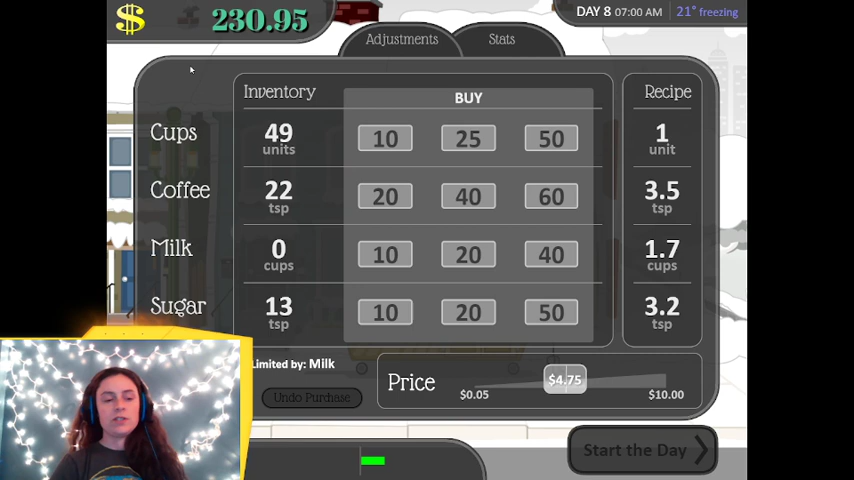 $ 230.95
DAY 8 07:00 AM 21° freezing
Adjustments Stats
Inventory BUY Recipe
Cups 49 units 10 25 50 1 unit
Coffee 22 tsp 20 40 60 3.5 tsp
Milk 0 cups 10 20 40 1.7 cups
Sugar 13 tsp 10 20 50 3.2 tsp
Limited by: Milk
Undo Purchase
Price $4.75
$0.05 $10.00
Start the Day